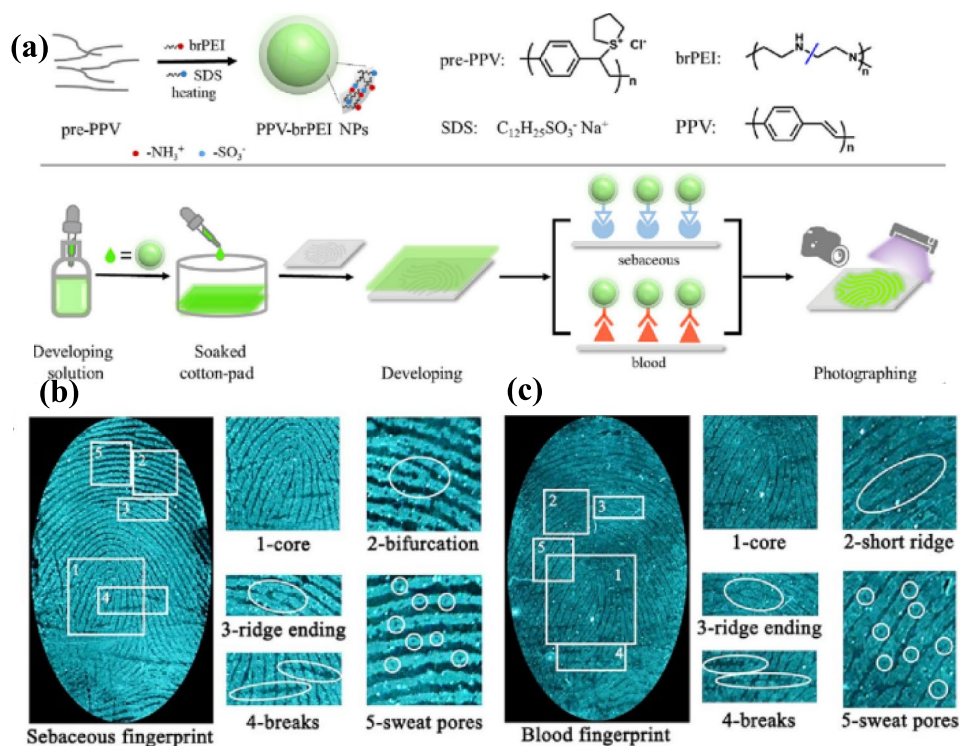 (a)
brPEI
SDS
heating
pre-PPV
PPV-brPEI NPs
-NH₃⁺ -SO₃⁻
pre-PPV:
S⁺ Cl⁻
n
brPEI:
H
N
N
n
SDS: C₁₂H₂₅SO₃⁻ Na⁺
PPV:
n
=
Developing
solution
Soaked
cotton-pad
Developing
sebaceous
blood
Photographing
(b)
5
2
3
1
4
Sebaceous fingerprint
1-core
2-bifurcation
3-ridge ending
4-breaks
5-sweat pores
(c)
2
3
5
1
4
Blood fingerprint
1-core
2-short ridge
3-ridge ending
4-breaks
5-sweat pores